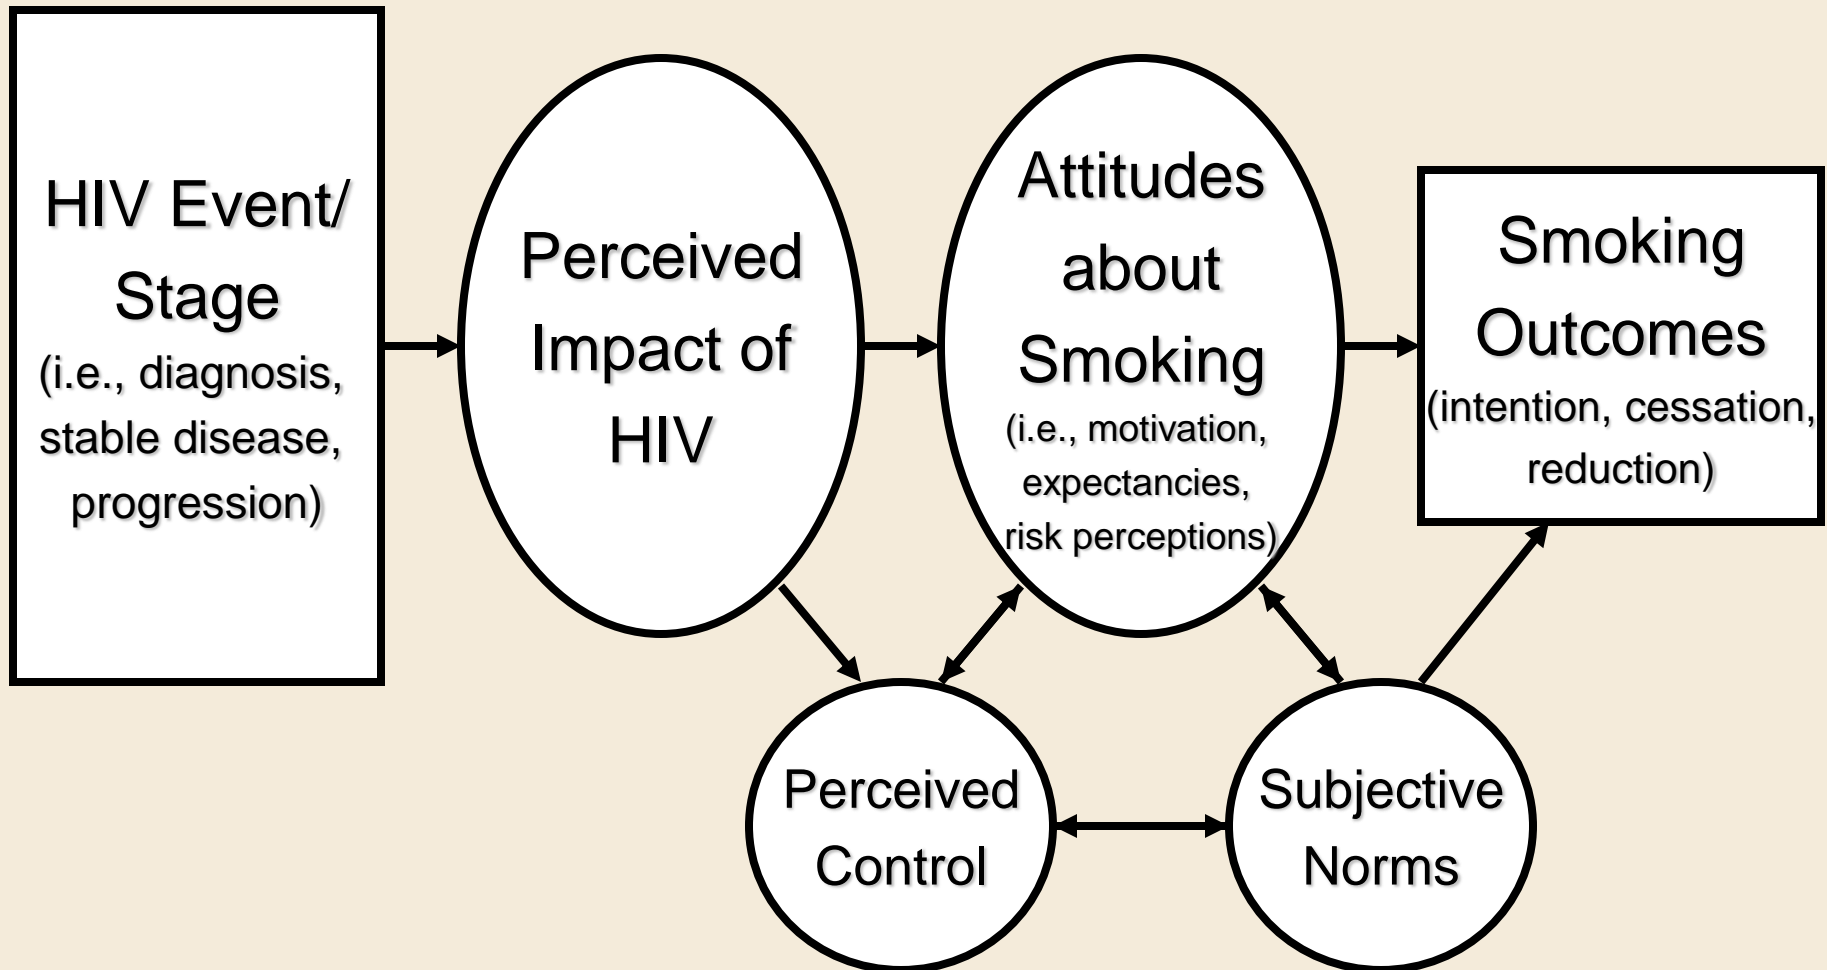 HIV Event/
Stage
(i.e., diagnosis,
stable disease,
progression)
Perceived
Impact of
HIV
Attitudes
about
Smoking
(i.e., motivation,
expectancies,
risk perceptions)
Smoking
Outcomes
(intention, cessation,
reduction)
Perceived
Control
Subjective
Norms